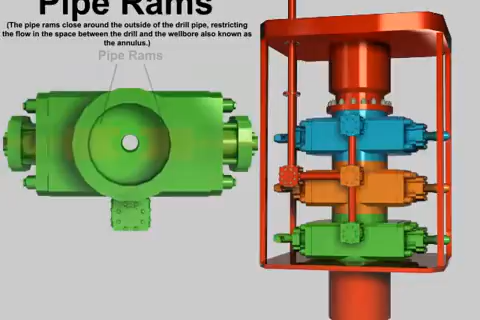 Pipe Rams
(The pipe rams close around the outside of the drill pipe, restricting
the flow in the space between the drill and the wellbore also known as
the annulus.)
Pipe Rams